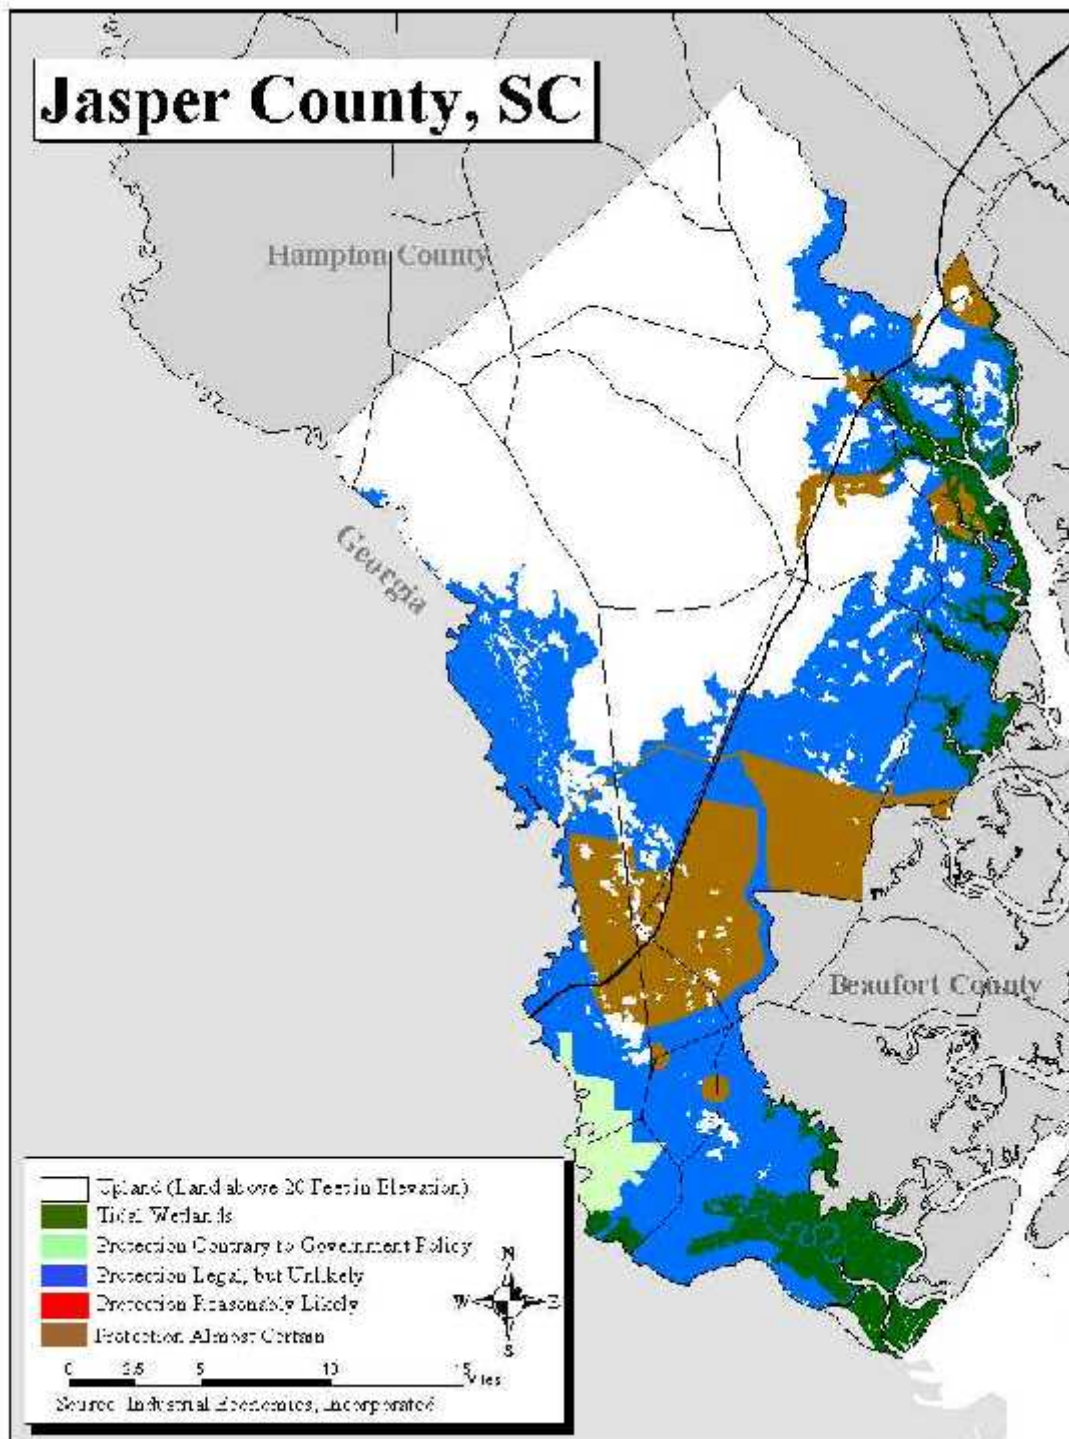 Jasper County, SC
Hampton County
Georgia
Beaufort County
Upland (Land above 20 Feet in Elevation)
Tidal Wetlands
Protection Contrary to Government Policy
Protection Legal, but Unlikely
Protection Reasonably Likely
Protection Almost Certain
N
W E
S
0 2.5 5 10 15
Miles
Source: Industrial Economics, Incorporated